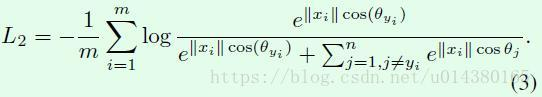 L_2 = -\frac{1}{m} \sum_{i=1}^{m} \log \frac{e^{\|x_i\| \cos(\theta_{y_i})}}{e^{\|x_i\| \cos(\theta_{y_i})} + \sum_{j=1, j \neq y_i}^{n} e^{\|x_i\| \cos \theta_j}}.
https://blog.csdn.net/u014380165
(3)